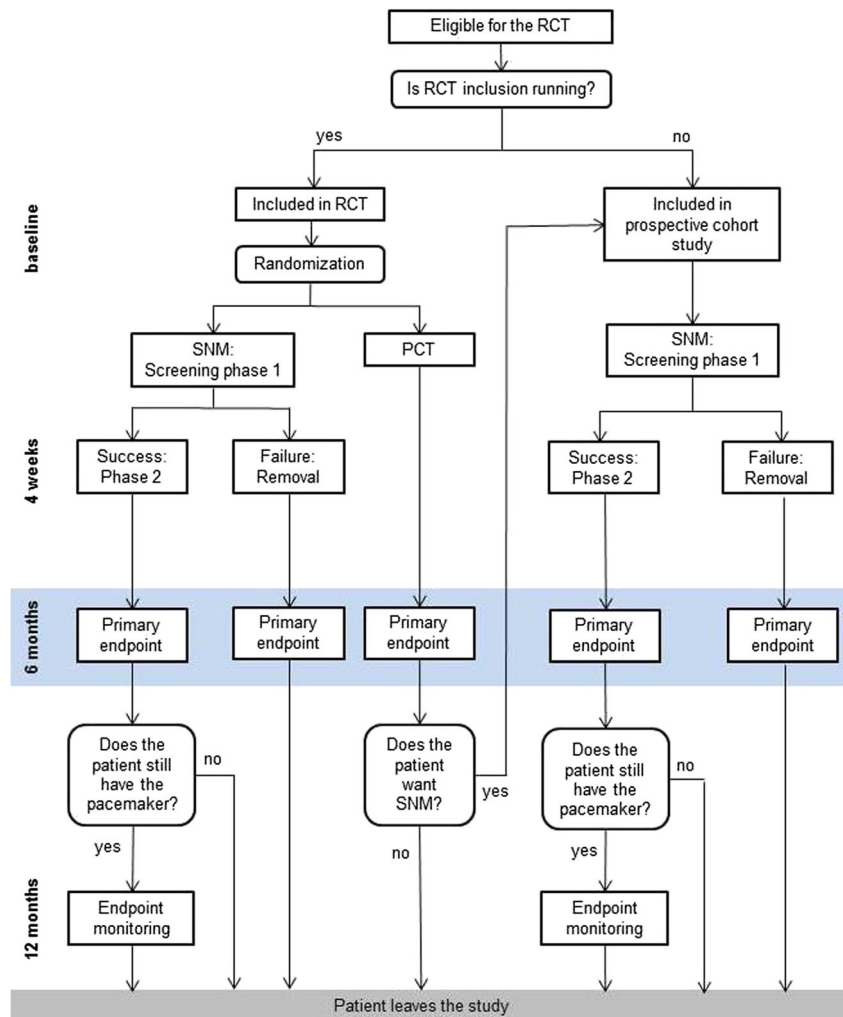 Eligible for the RCT
Is RCT inclusion running?
yes
no
baseline
Included in RCT
Included in
prospective cohort
study
Randomization
SNM:
Screening phase 1
PCT
SNM:
Screening phase 1
4 weeks
Success:
Phase 2
Failure:
Removal
Success:
Phase 2
Failure:
Removal
6 months
Primary
endpoint
Primary
endpoint
Primary
endpoint
Primary
endpoint
Primary
endpoint
Does the
patient still
have the
pacemaker?
no
Does the
patient
want
SNM?
yes
Does the
patient still
have the
pacemaker?
no
yes
no
yes
12 months
Endpoint
monitoring
Endpoint
monitoring
Patient leaves the study